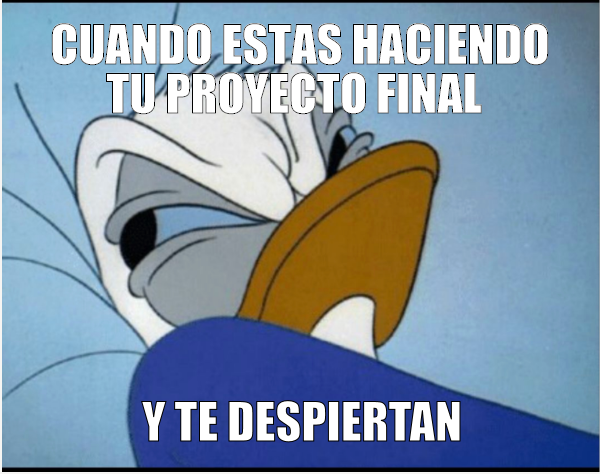 CUANDO ESTAS HACIENDO
TU PROYECTO FINAL
Y TE DESPIERTAN